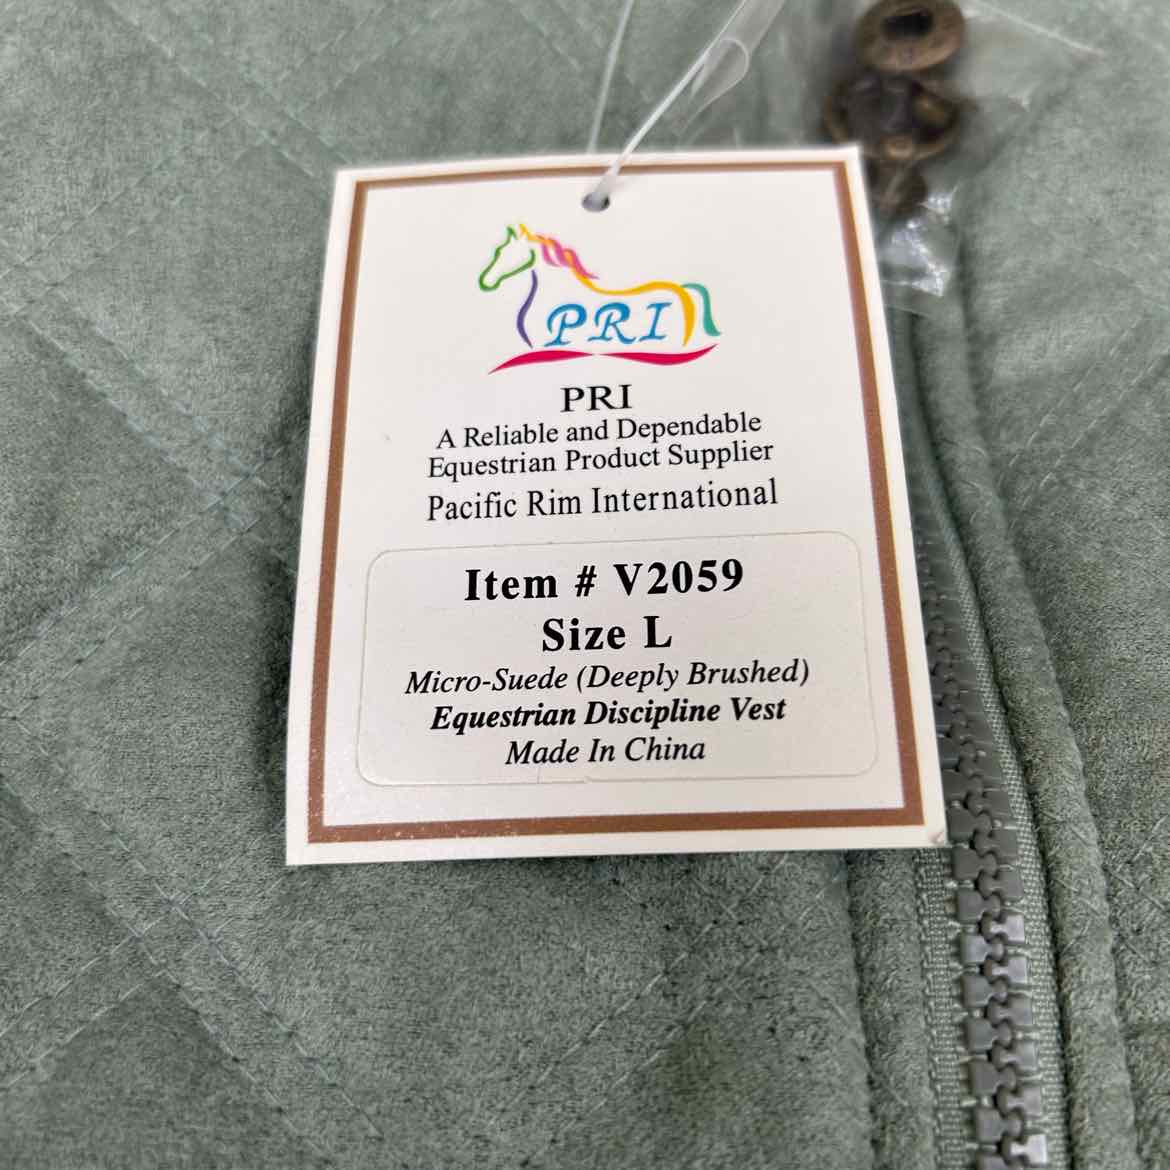 PRI
PRI
A Reliable and Dependable
Equestrian Product Supplier
Pacific Rim International
Item # V2059
Size L
Micro-Suede (Deeply Brushed)
Equestrian Discipline Vest
Made In China